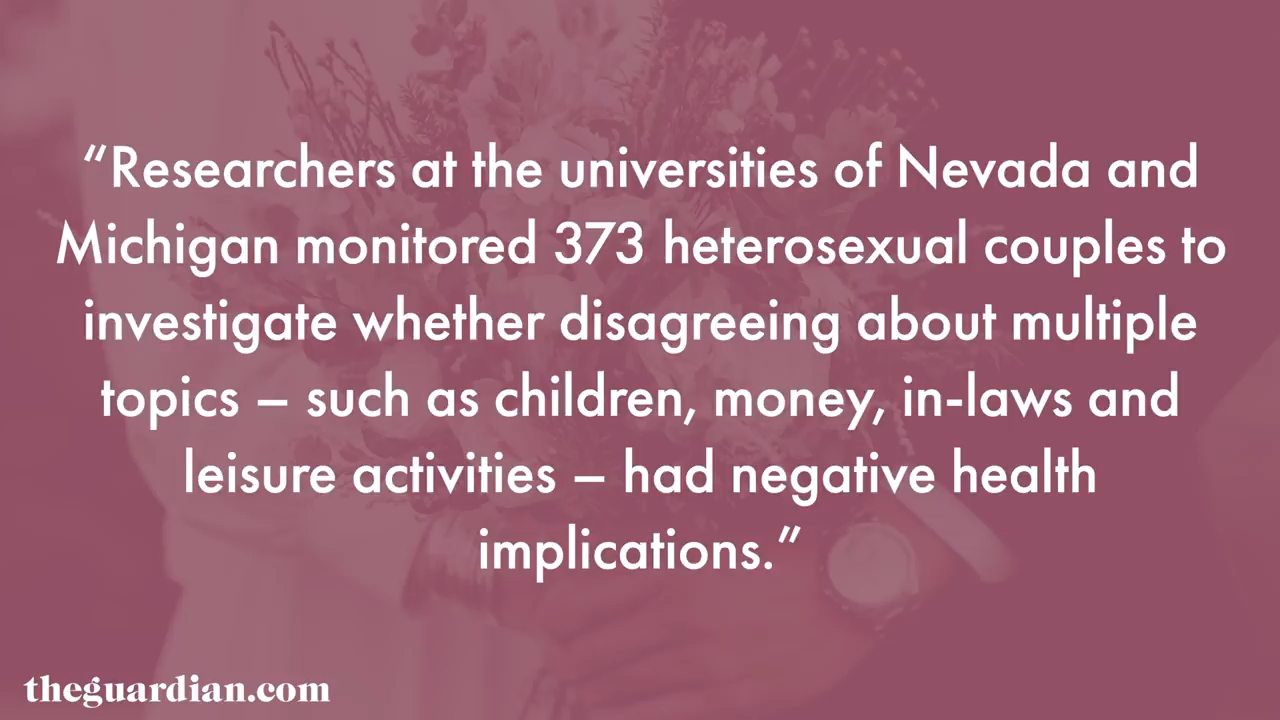 “Researchers at the universities of Nevada and
Michigan monitored 373 heterosexual couples to
investigate whether disagreeing about multiple
topics – such as children, money, in-laws and
leisure activities – had negative health
implications.”
theguardian.com